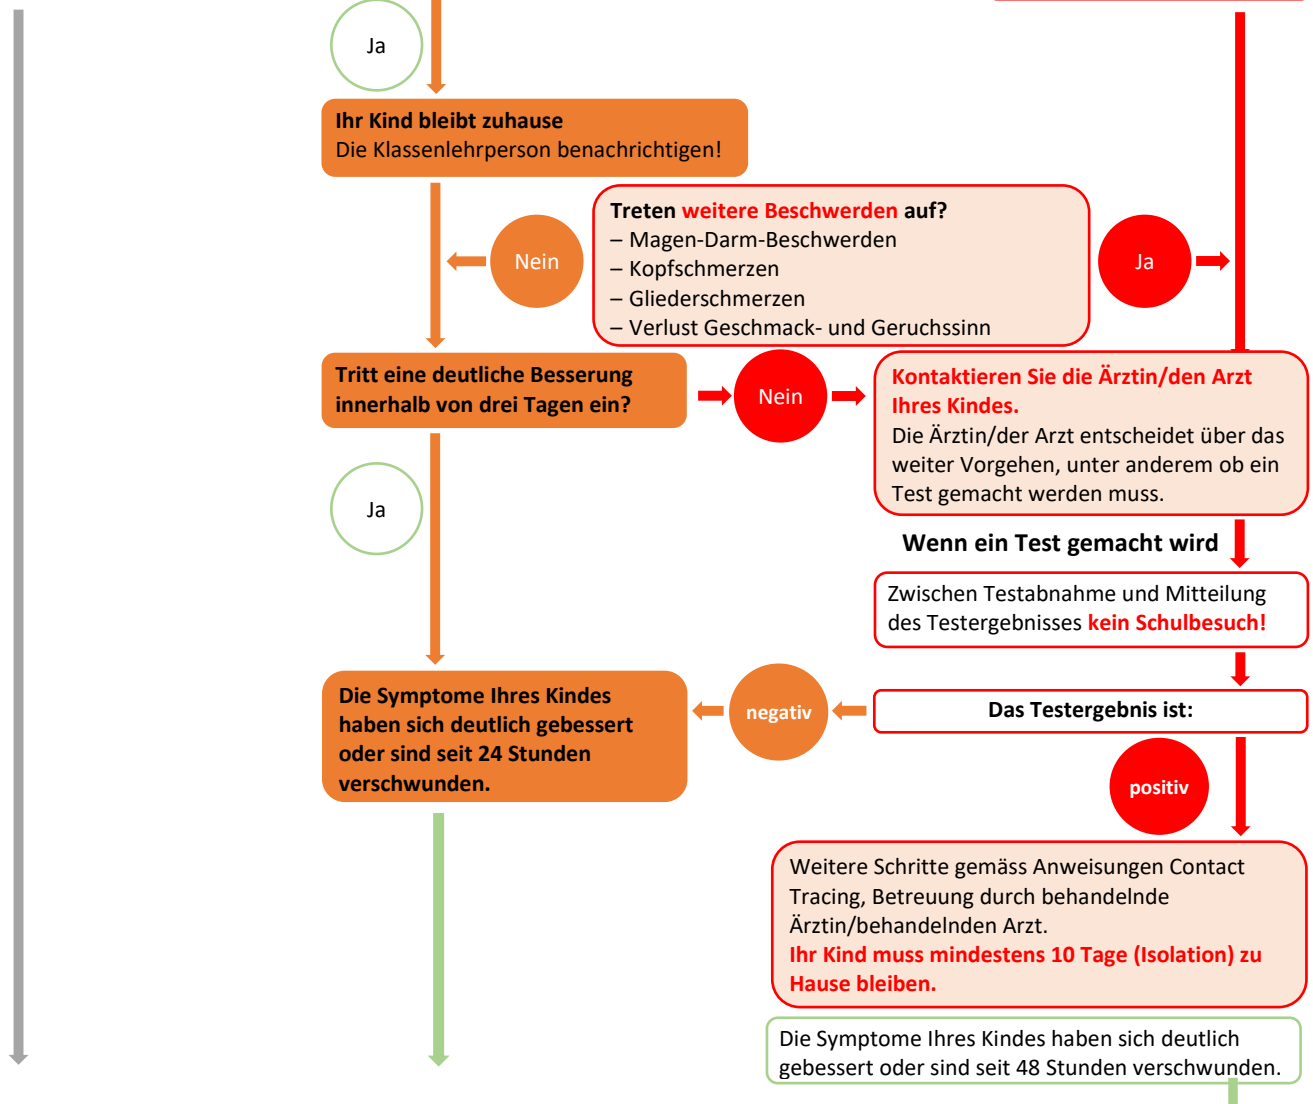 Ja
Ihr Kind bleibt zuhause
Die Klassenlehrperson benachrichtigen!
Treten weitere Beschwerden auf?
– Magen-Darm-Beschwerden
– Kopfschmerzen
– Gliederschmerzen
– Verlust Geschmack- und Geruchssinn
Nein
Ja
Tritt eine deutliche Besserung
innerhalb von drei Tagen ein?
Nein
Kontaktieren Sie die Ärztin/den Arzt
Ihres Kindes.
Die Ärztin/der Arzt entscheidet über das
weiter Vorgehen, unter anderem ob ein
Test gemacht werden muss.
Ja
Wenn ein Test gemacht wird
Zwischen Testabnahme und Mitteilung
des Testergebnisses kein Schulbesuch!
Das Testergebnis ist:
negativ
Die Symptome Ihres Kindes
haben sich deutlich gebessert
oder sind seit 24 Stunden
verschwunden.
positiv
Weitere Schritte gemäss Anweisungen Contact
Tracing, Betreuung durch behandelnde
Ärztin/behandelnden Arzt.
Ihr Kind muss mindestens 10 Tage (Isolation) zu
Hause bleiben.
Die Symptome Ihres Kindes haben sich deutlich
gebessert oder sind seit 48 Stunden verschwunden.